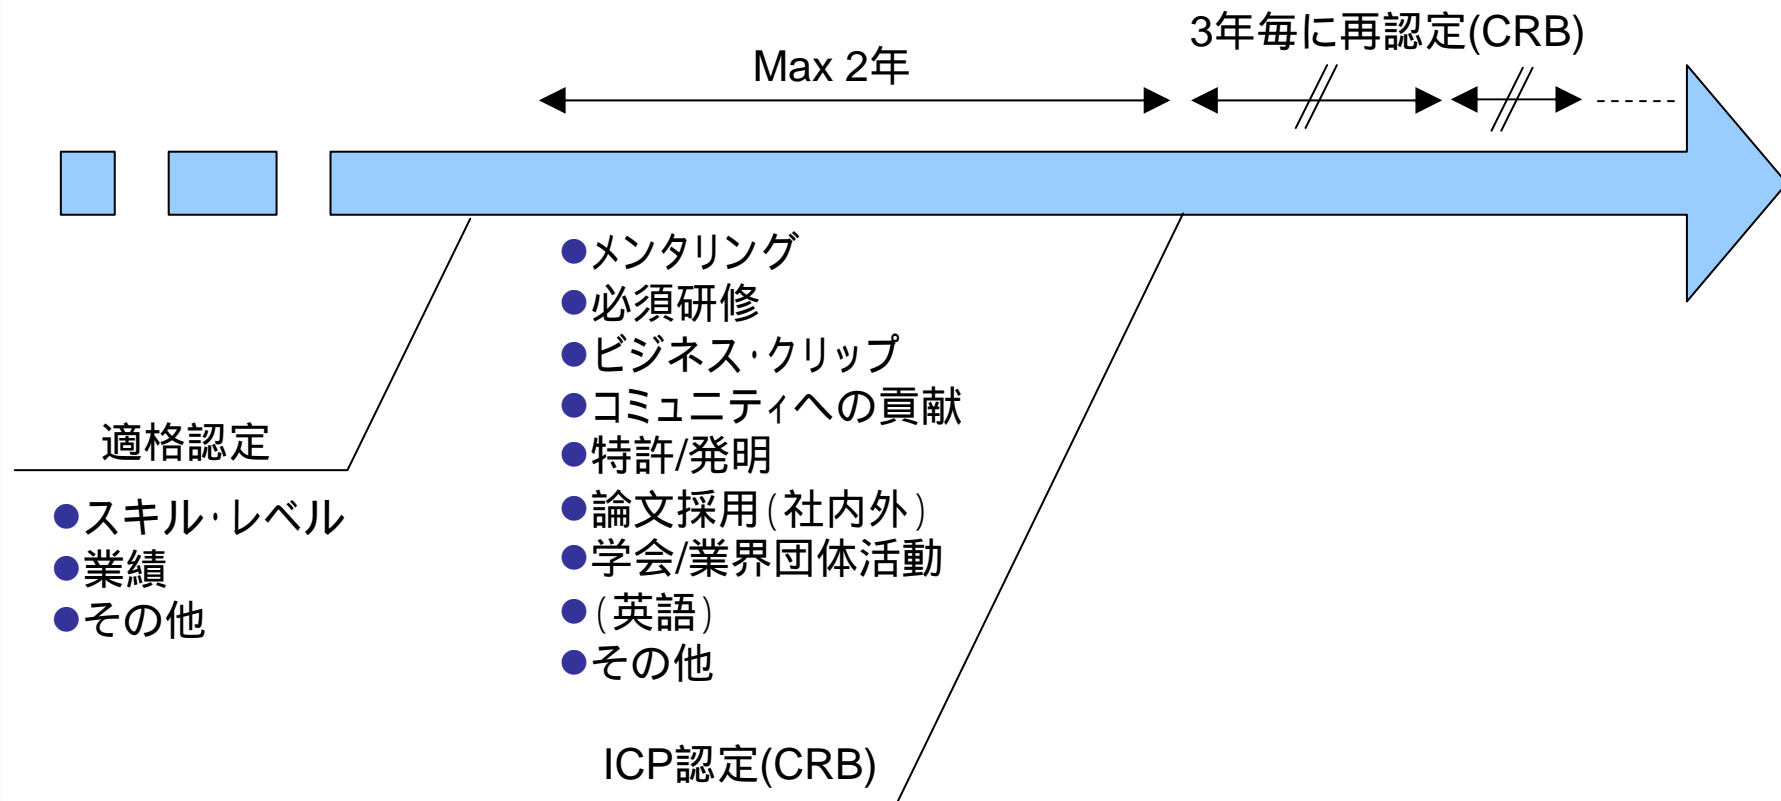 3年毎に再認定(CRB)
Max 2年
適格認定
●スキル・レベル
●業績
●その他
●メンタリング
●必須研修
●ビジネス・クリップ
●コミュニティへの貢献
●特許/発明
●論文採用(社内外)
●学会/業界団体活動
●(英語)
●その他
ICP認定(CRB)